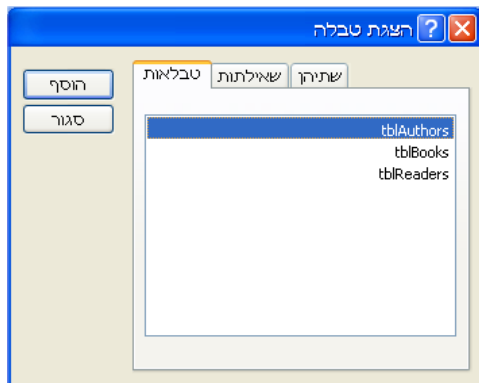 הצגת טבלה
טבלאות שאילתות שתיהן
הוסף
סגור
tblAuthors
tblBooks
tblReaders